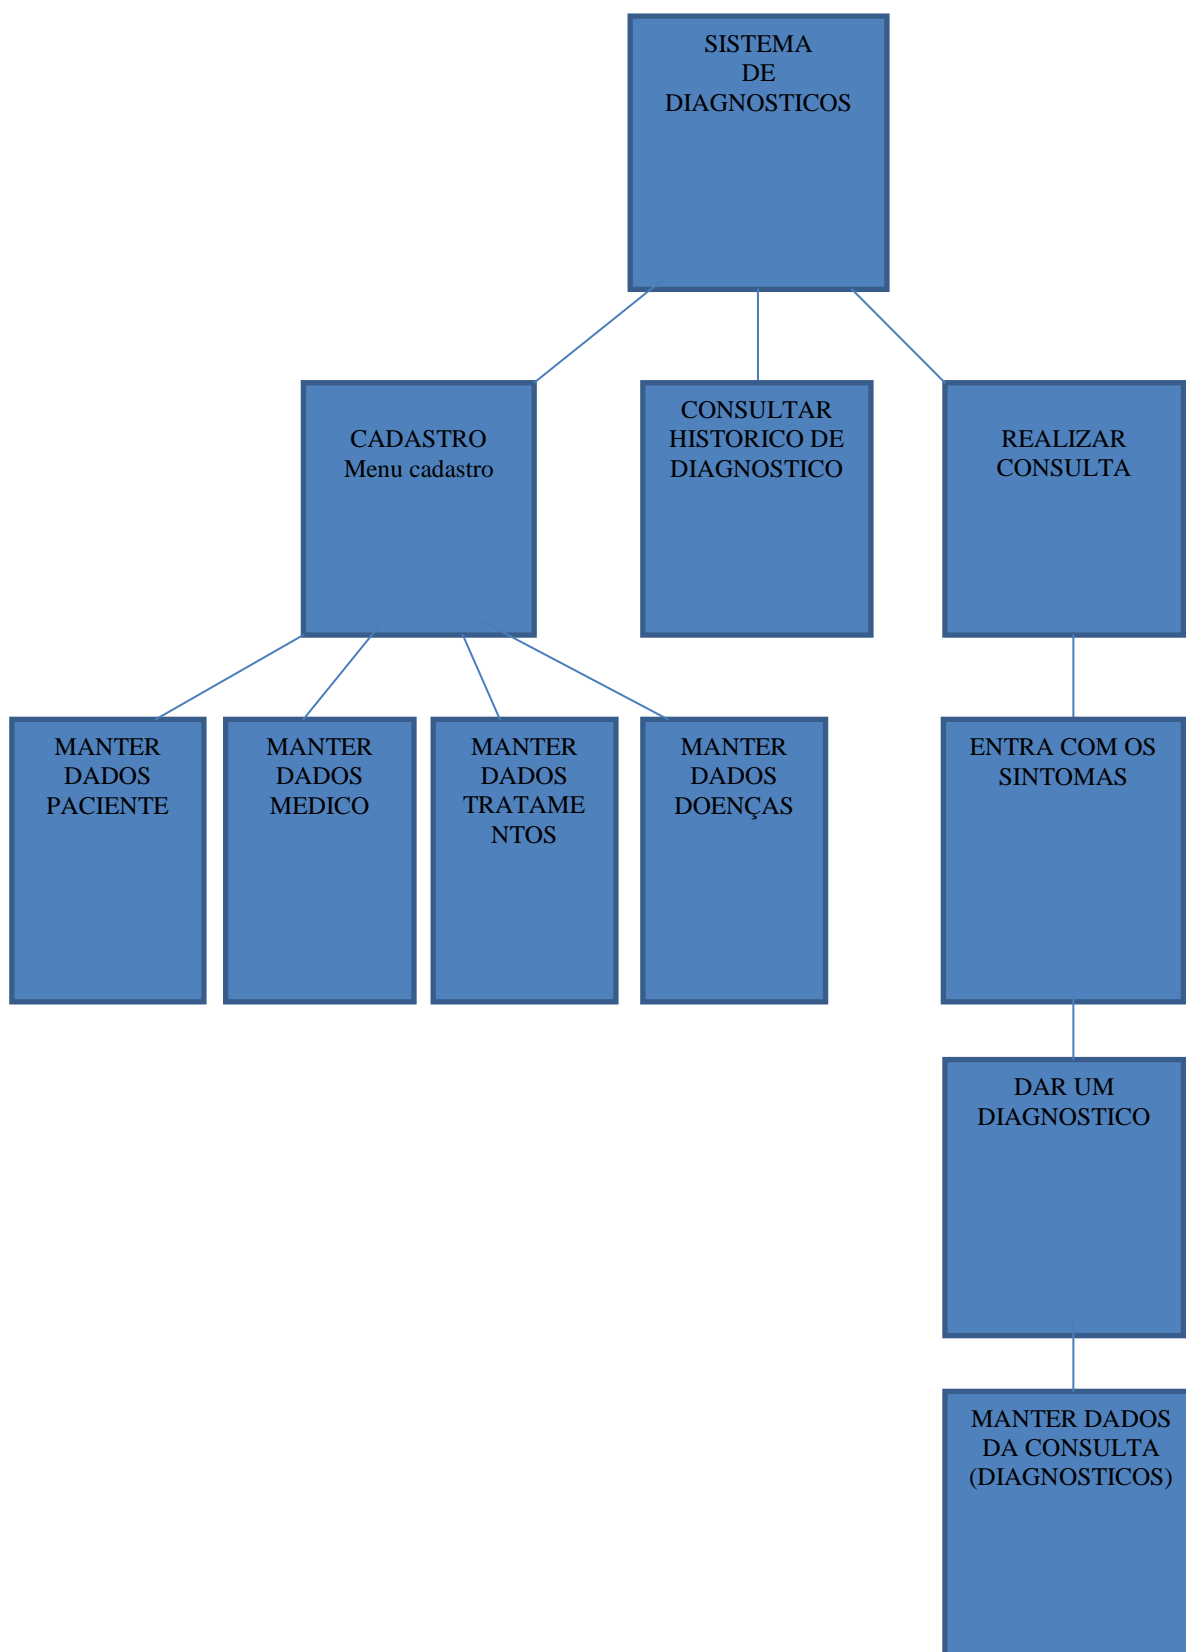 SISTEMA
DE
DIAGNOSTICOS
CADASTRO
Menu cadastro
CONSULTAR
HISTORICO DE
DIAGNOSTICO
REALIZAR
CONSULTA
MANTER
DADOS
PACIENTE
MANTER
DADOS
MEDICO
MANTER
DADOS
TRATAME
NTOS
MANTER
DADOS
DOENÇAS
ENTRA COM OS
SINTOMAS
DAR UM
DIAGNOSTICO
MANTER DADOS
DA CONSULTA
(DIAGNOSTICOS)